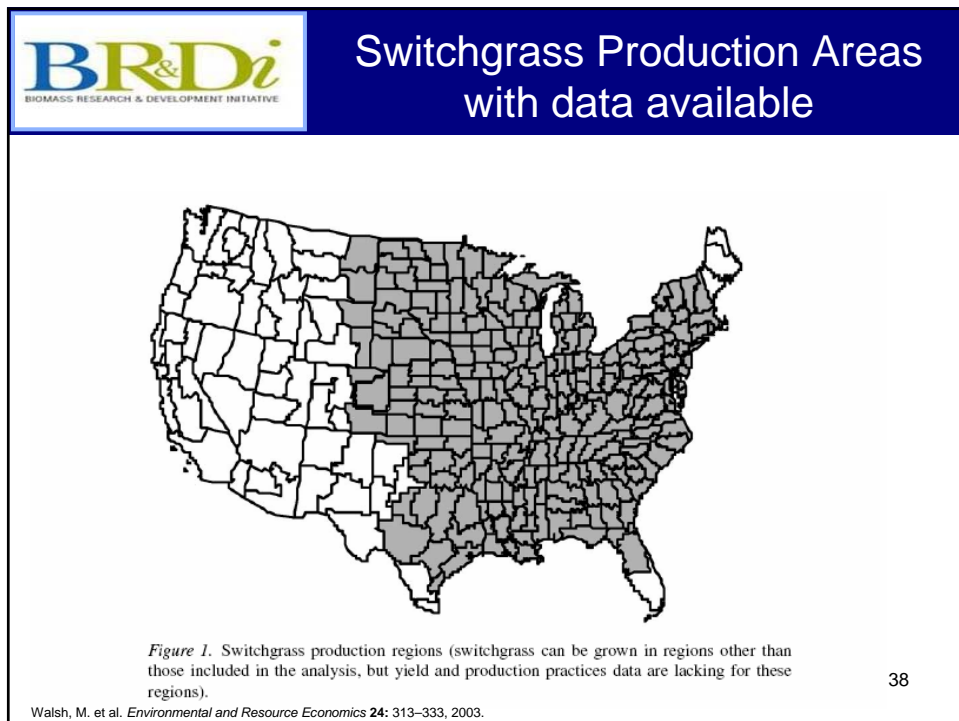 BR&Di
BIOMASS RESEARCH & DEVELOPMENT INITIATIVE
Switchgrass Production Areas
with data available
Figure 1. Switchgrass production regions (switchgrass can be grown in regions other than
those included in the analysis, but yield and production practices data are lacking for these
regions).
38
Walsh, M. et al. Environmental and Resource Economics 24: 313–333, 2003.